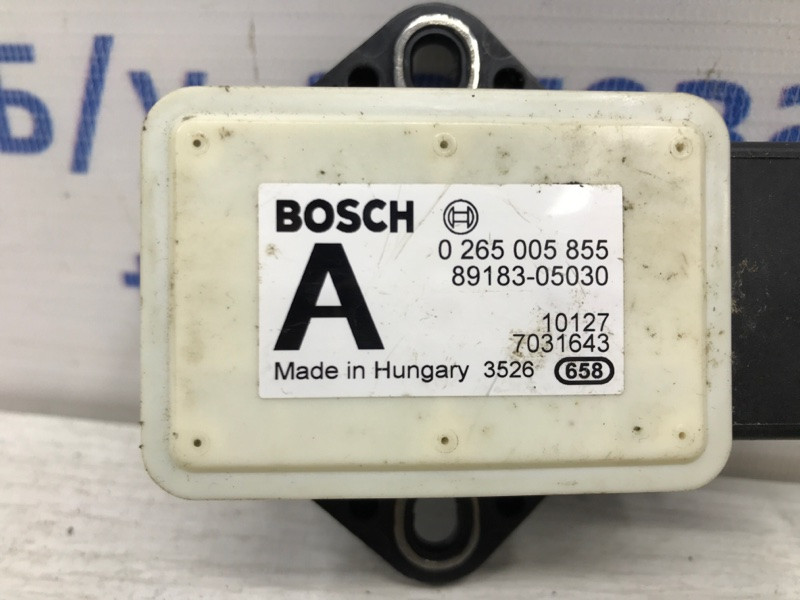 Б/у
BOSCH
A
0 265 005 855
89183-05030
10127
7031643
Made in Hungary 3526 658